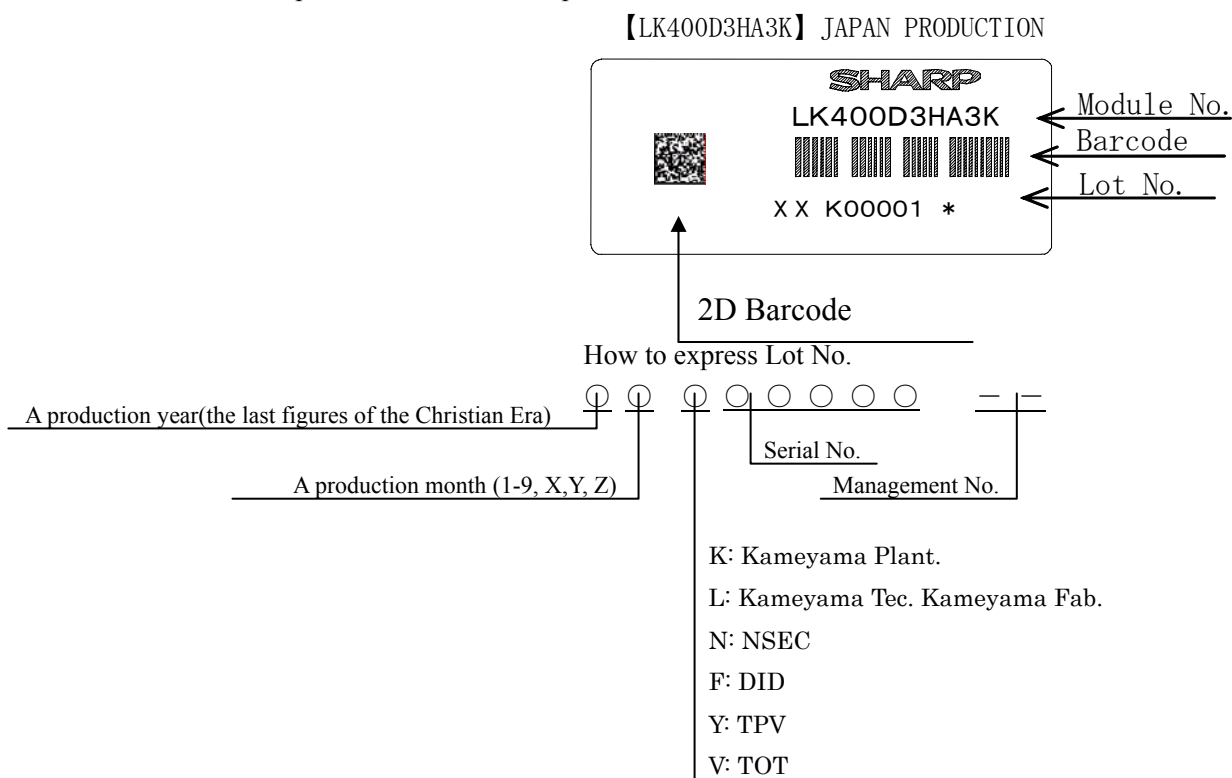 【LK400D3HA3K】 JAPAN PRODUCTION
SHARP
LK400D3HA3K
Module No.
Barcode
Lot No.
X X K00001 *
2D Barcode
How to express Lot No.
○ ○ ○ ○ ○ ○ ○ ○ － －
A production year(the last figures of the Christian Era)
Serial No.
A production month (1-9, X,Y, Z)
Management No.
K: Kameyama Plant.
L: Kameyama Tec. Kameyama Fab.
N: NSEC
F: DID
Y: TPV
V: TOT